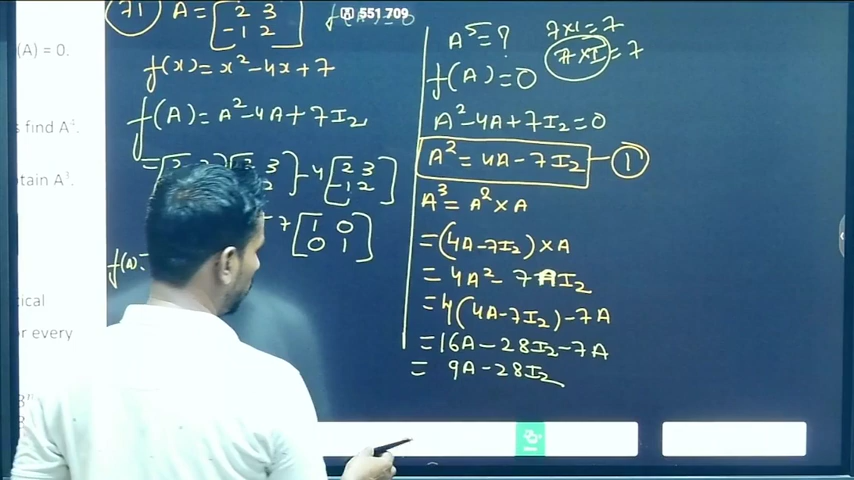 71) A = [2 3
-1 2]
f(x) = x² - 4x + 7
f(A) = A² - 4A + 7I₂
3] - 4 [2 3
-1 2]
7 [1 0
0 1]
551.709
A⁵ = ?
7×1 = 7
7×I = 7
f(A) = 0
A² - 4A + 7I₂ = 0
A² = 4A - 7I₂ — 1
A³ = A² × A
= (4A - 7I₂) × A
= 4A² - 7AI₂
= 4(4A - 7I₂) - 7A
= 16A - 28I₂ - 7A
= 9A - 28I₂
(A) = 0.
find A
tain A³.
ical
r every